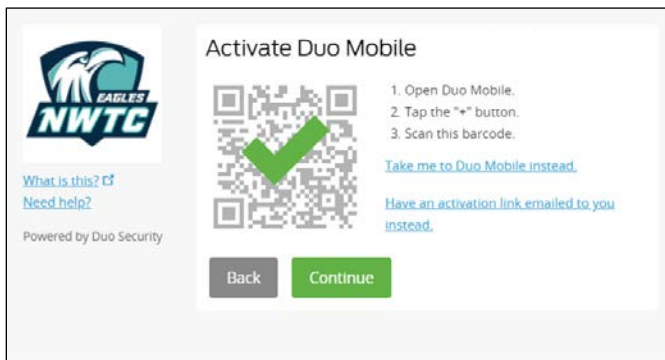 EAGLES
NWTC
What is this?
Need help?
Powered by Duo Security
Activate Duo Mobile
1. Open Duo Mobile.
2. Tap the "+" button.
3. Scan this barcode.
Take me to Duo Mobile instead.
Have an activation link emailed to you
instead.
Back
Continue